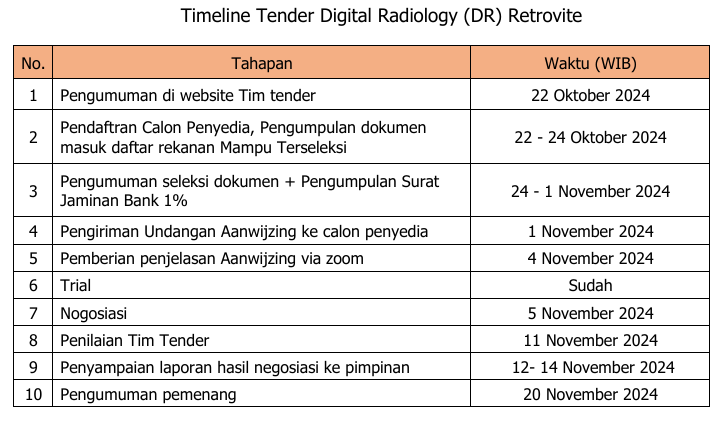 Timeline Tender Digital Radiology (DR) Retrovite
No. Tahapan Waktu (WIB)
1 Pengumuman di website Tim tender 22 Oktober 2024
2 Pendaftran Calon Penyedia, Pengumpulan dokumen
masuk daftar rekanan Mampu Terseleksi 22 - 24 Oktober 2024
3 Pengumuman seleksi dokumen + Pengumpulan Surat
Jaminan Bank 1% 24 - 1 November 2024
4 Pengiriman Undangan Aanwijzing ke calon penyedia 1 November 2024
5 Pemberian penjelasan Aanwijzing via zoom 4 November 2024
6 Trial Sudah
7 Nogosiasi 5 November 2024
8 Penilaian Tim Tender 11 November 2024
9 Penyampaian laporan hasil negosiasi ke pimpinan 12- 14 November 2024
10 Pengumuman pemenang 20 November 2024